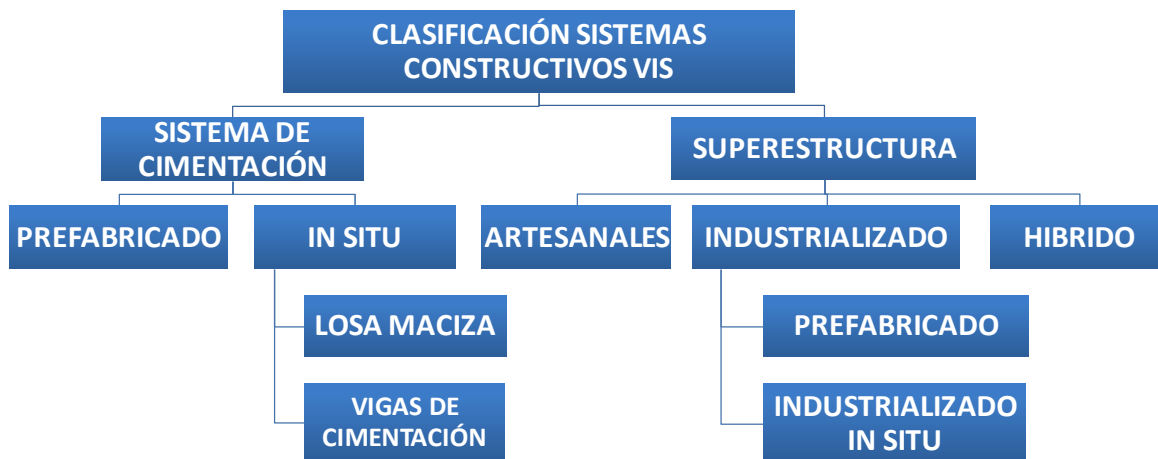 CLASIFICACIÓN SISTEMAS
CONSTRUCTIVOS VIS
SISTEMA DE
CIMENTACIÓN
SUPERESTRUCTURA
PREFABRICADO
IN SITU
ARTESANALES
INDUSTRIALIZADO
HIBRIDO
LOSA MACIZA
PREFABRICADO
VIGAS DE
CIMENTACIÓN
INDUSTRIALIZADO
IN SITU